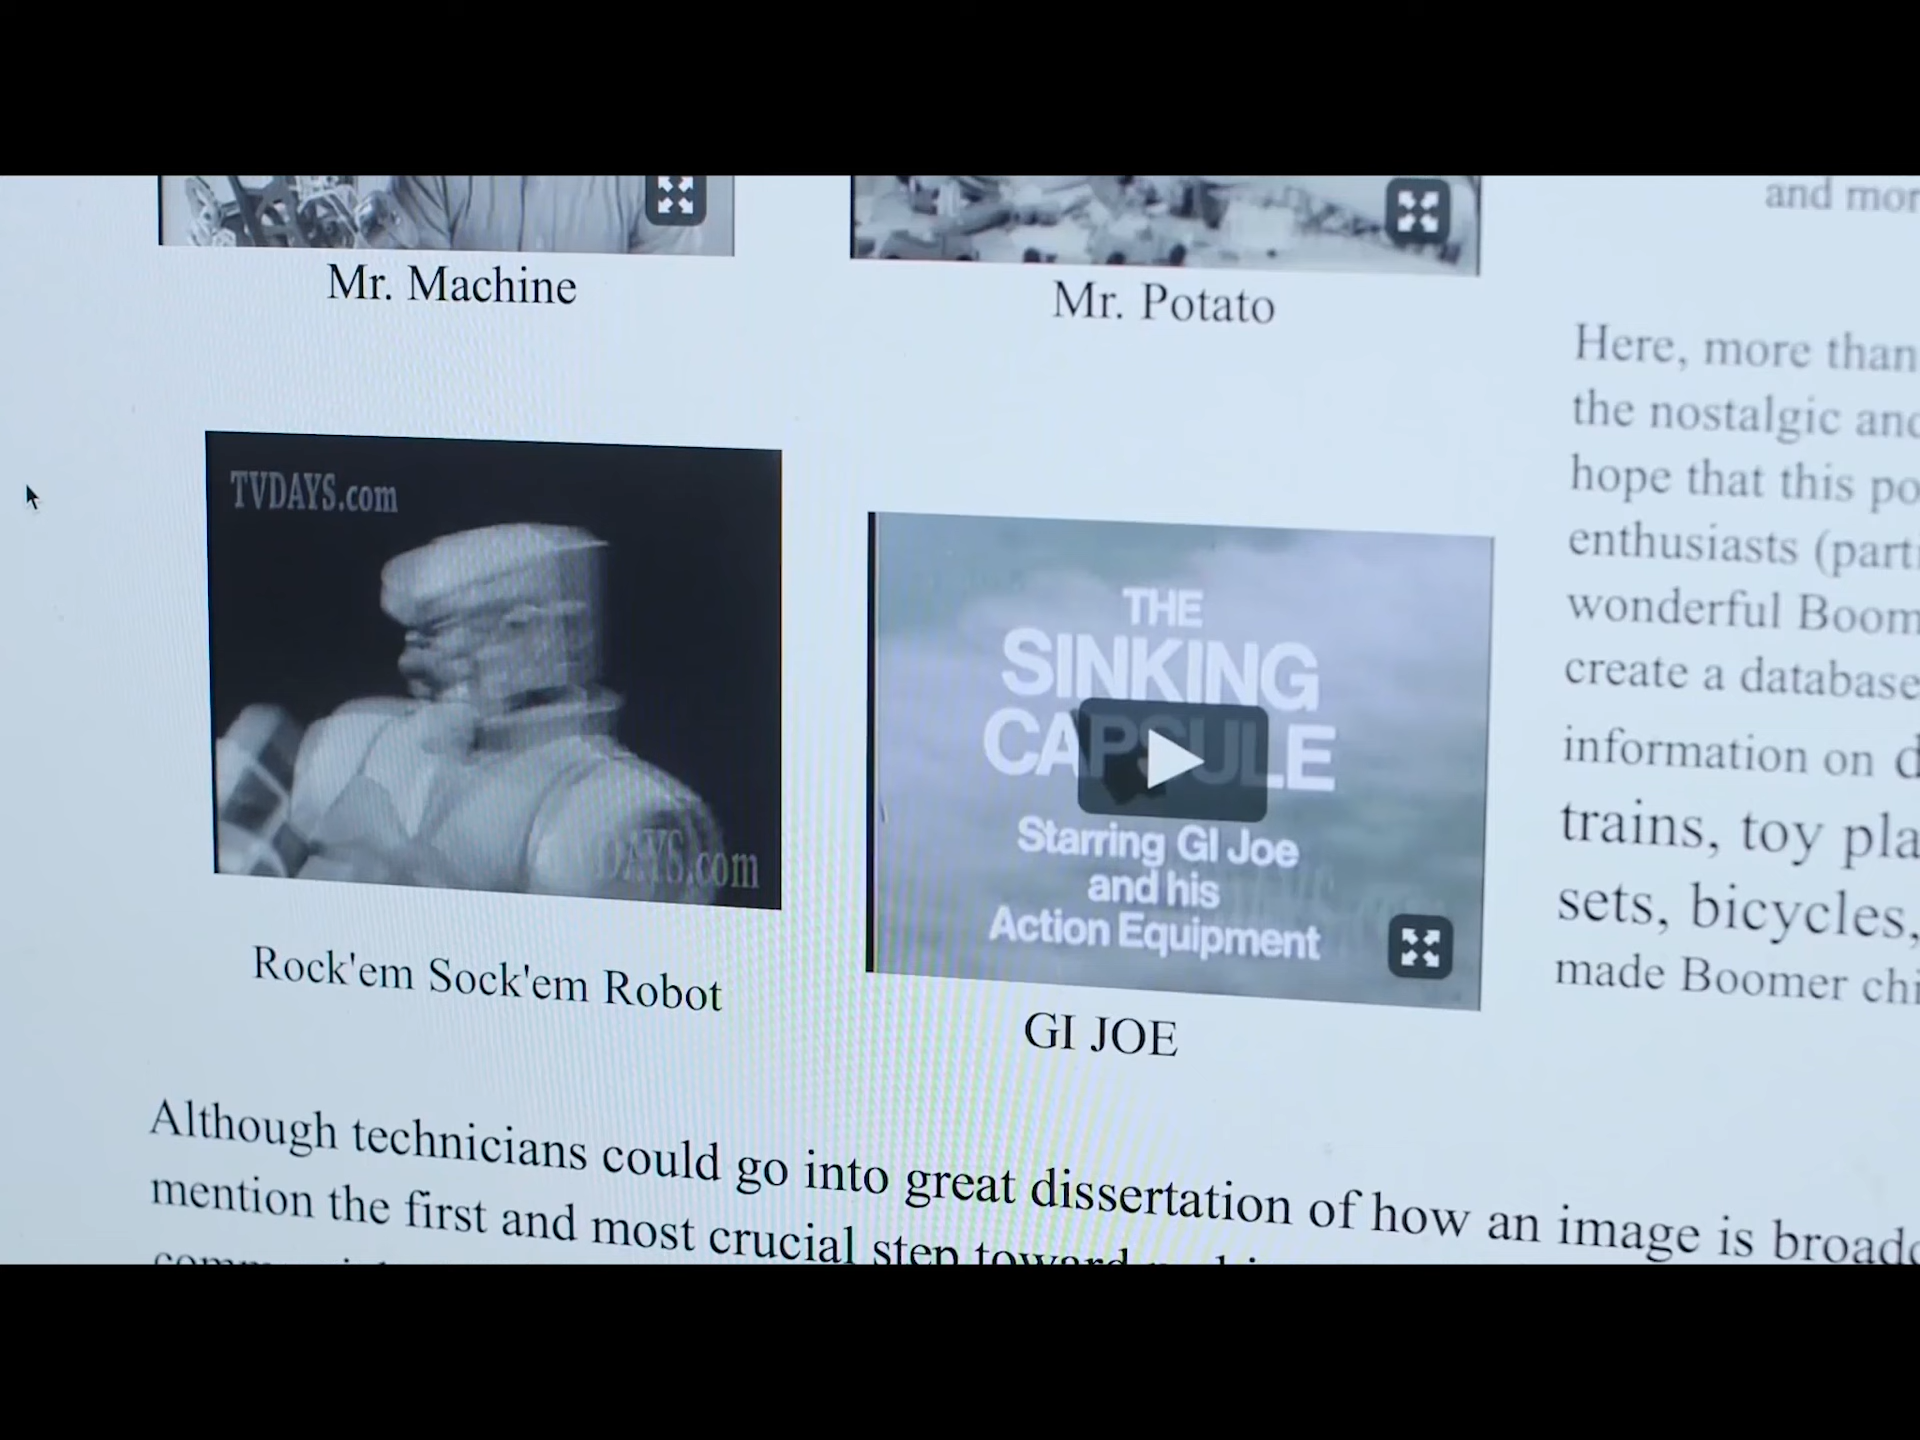 and mor
Mr. Machine
Mr. Potato
TVDAYS.com
DAYS.com
Rock'em Sock'em Robot
THE
SINKING
CAPSULE
Starring GI Joe
and his
Action Equipment
GI JOE
Here, more than
the nostalgic and
hope that this po
enthusiasts (parti
wonderful Boom
create a database
information on d
trains, toy pla
sets, bicycles,
made Boomer chi
Although technicians could go into great dissertation of how an image is broadc
mention the first and most crucial step toward